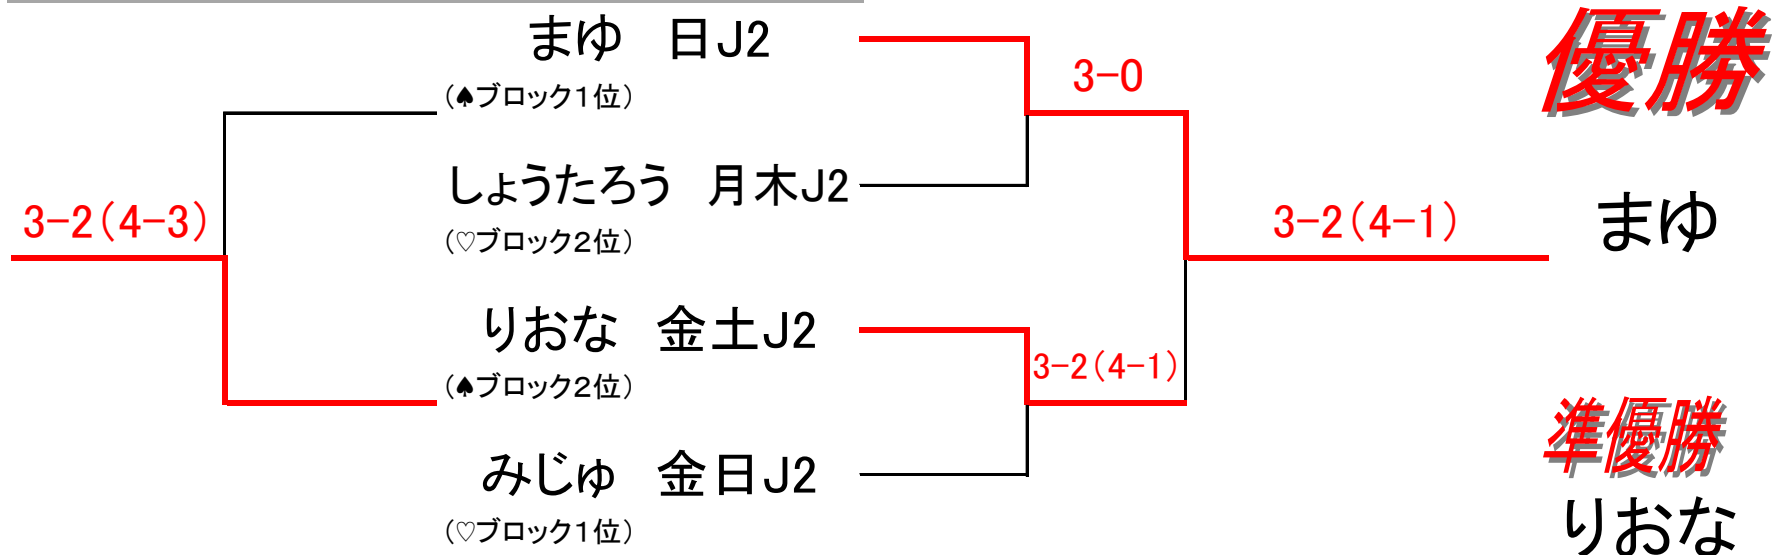 優勝
まゆ　日J2
3-0
(♠ブロック1位)
しょうたろう　月木J2
3-2(4-3)
3-2(4-1)
まゆ
(♡ブロック2位)
りおな　金土J2
3-2(4-1)
(♠ブロック2位)
準優勝
みじゅ　金日J2
りおな
(♡ブロック1位)